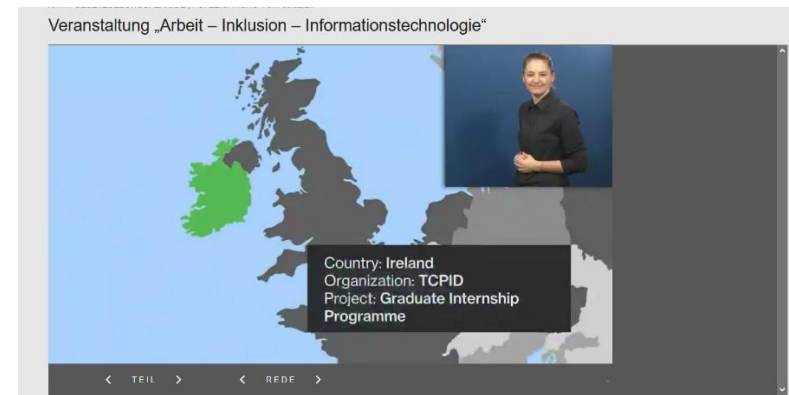 Veranstaltung „Arbeit – Inklusion – Informationstechnologie“
Country: Ireland
Organization: TCPID
Project: Graduate Internship
Programme
< TEIL > < REDE >